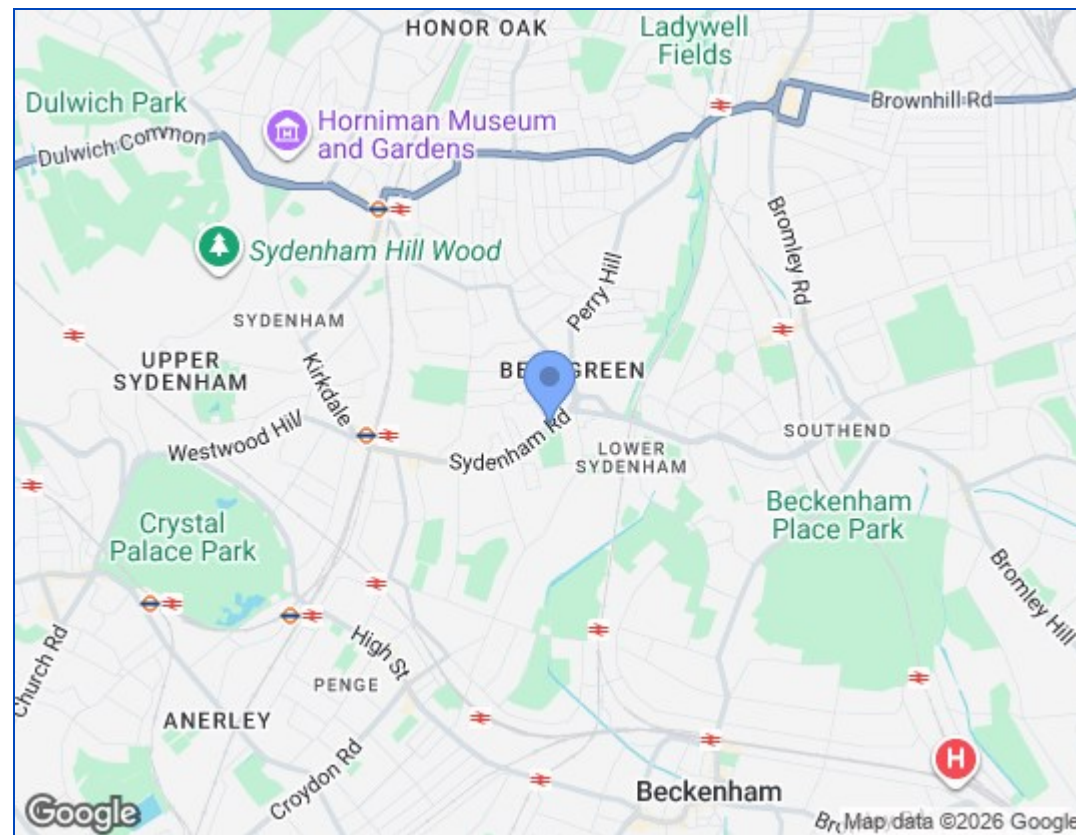 HONOR OAK
Ladywell
Fields
Dulwich Park
Brownhill Rd
Horniman Museum
and Gardens
Dulwich Common
Sydenham Hill Wood
Bromley Rd
Perry Hill
SYDENHAM
UPPER
SYDENHAM
Kirkdale
GREEN
Westwood Hill
Sydenham Rd
SOUTHEND
LOWER
SYDENHAM
Beckenham
Place Park
Crystal
Palace Park
Bromley Hill
High St
Church Rd
PENGE
ANERLEY
Croydon Rd
H
Beckenham
Google
Map data ©2026 Google